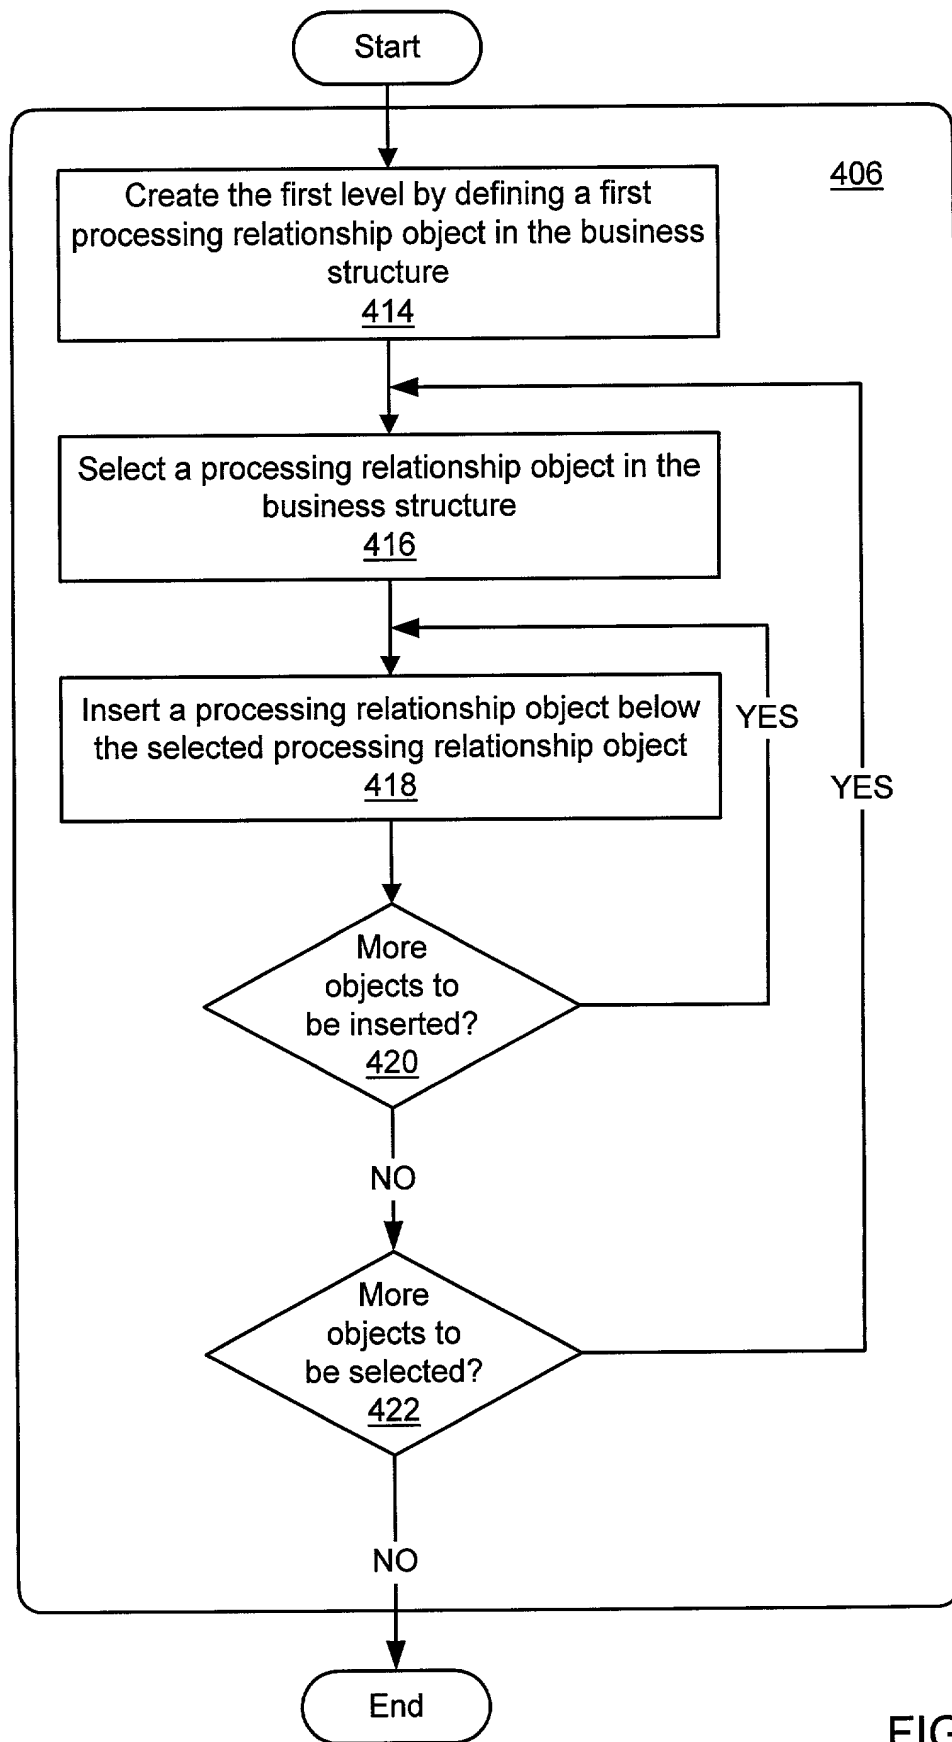 Start
406
Create the first level by defining a first
processing relationship object in the business
structure
414
Select a processing relationship object in the
business structure
416
Insert a processing relationship object below
the selected processing relationship object
418
YES
YES
More
objects to
be inserted?
420
NO
More
objects to
be selected?
422
NO
End
FIG